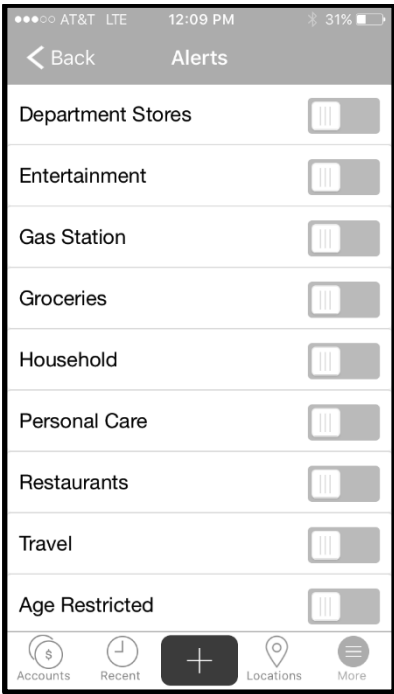 AT&T LTE 12:09 PM 31%
Back Alerts
Department Stores
Entertainment
Gas Station
Groceries
Household
Personal Care
Restaurants
Travel
Age Restricted
$
Accounts Recent + Locations More